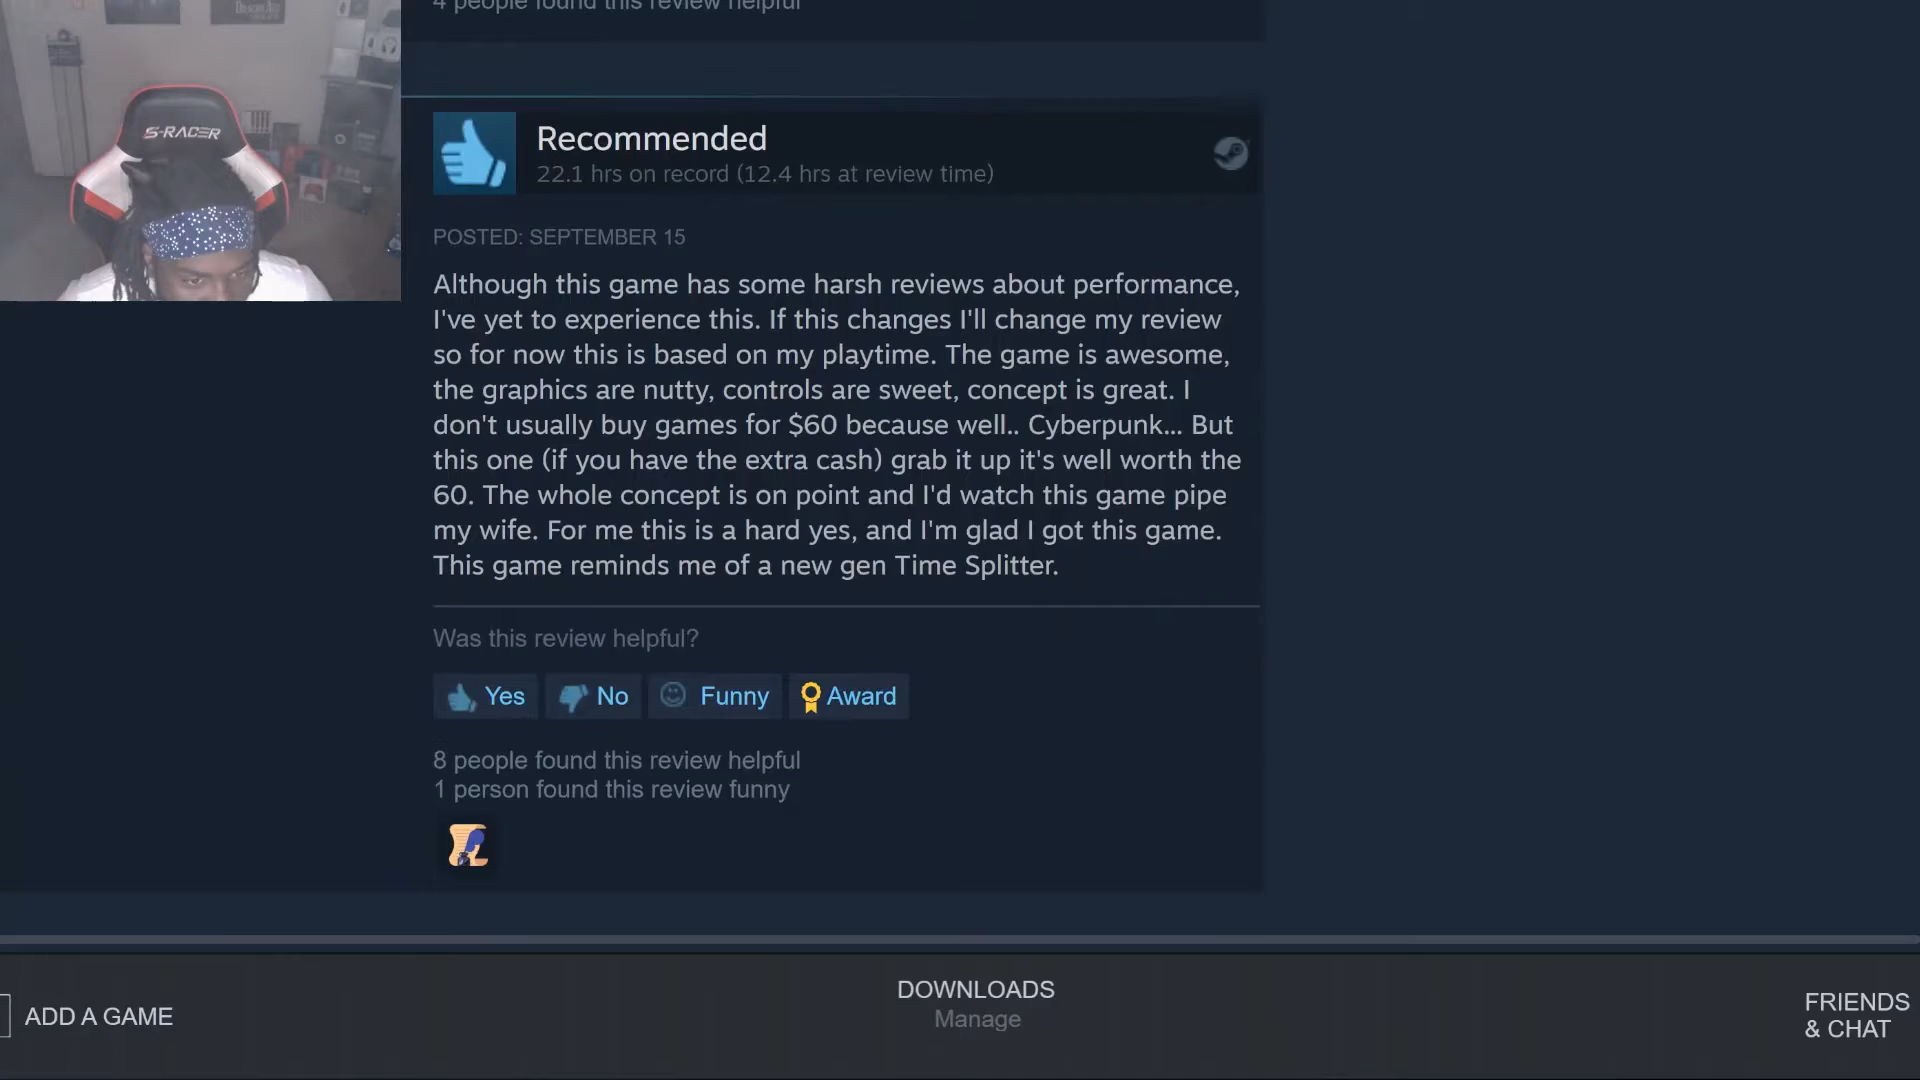 4 people found this review helpful
S-RACER
Recommended
22.1 hrs on record (12.4 hrs at review time)
POSTED: SEPTEMBER 15
Although this game has some harsh reviews about performance,
I've yet to experience this. If this changes I'll change my review
so for now this is based on my playtime. The game is awesome,
the graphics are nutty, controls are sweet, concept is great. I
don't usually buy games for $60 because well.. Cyberpunk... But
this one (if you have the extra cash) grab it up it's well worth the
60. The whole concept is on point and I'd watch this game pipe
my wife. For me this is a hard yes, and I'm glad I got this game.
This game reminds me of a new gen Time Splitter.
Was this review helpful?
Yes No Funny Award
8 people found this review helpful
1 person found this review funny
ADD A GAME
DOWNLOADS
Manage
FRIENDS
& CHAT